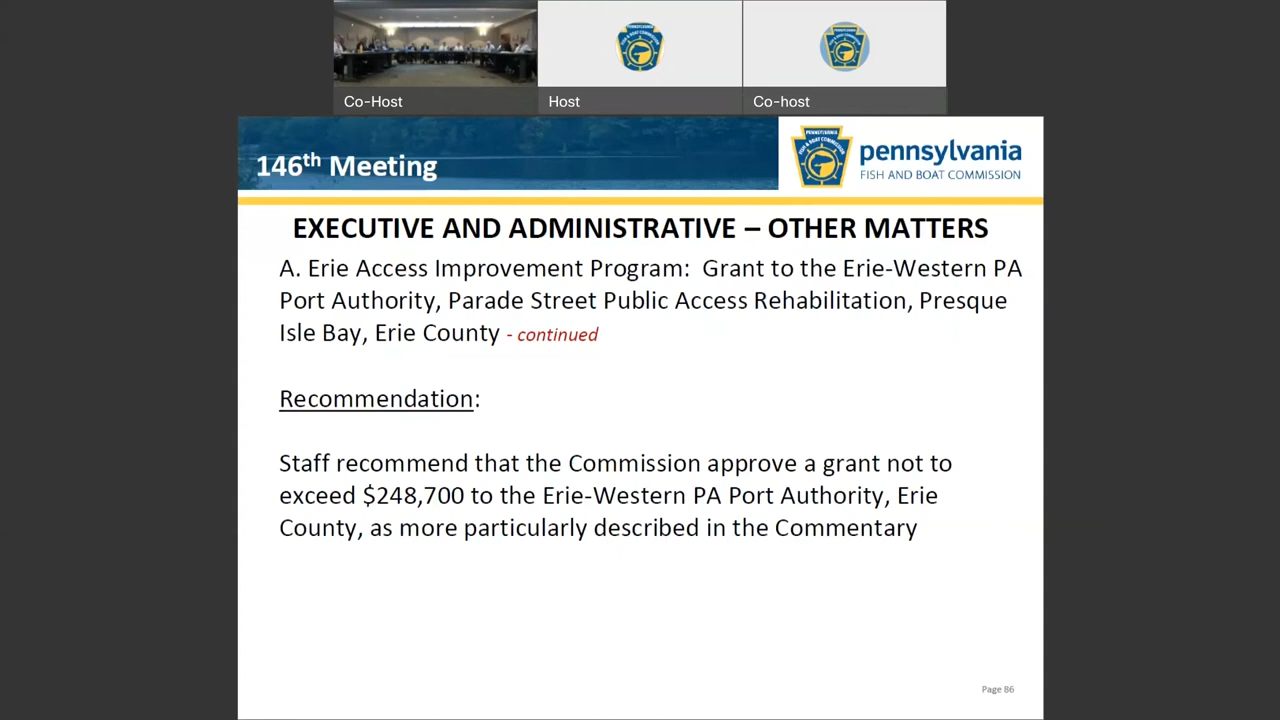 Co-Host
Host
Co-host
146th Meeting
pennsylvania
FISH AND BOAT COMMISSION
EXECUTIVE AND ADMINISTRATIVE – OTHER MATTERS
A. Erie Access Improvement Program: Grant to the Erie-Western PA
Port Authority, Parade Street Public Access Rehabilitation, Presque
Isle Bay, Erie County - continued
Recommendation:
Staff recommend that the Commission approve a grant not to
exceed $248,700 to the Erie-Western PA Port Authority, Erie
County, as more particularly described in the Commentary
Page 86